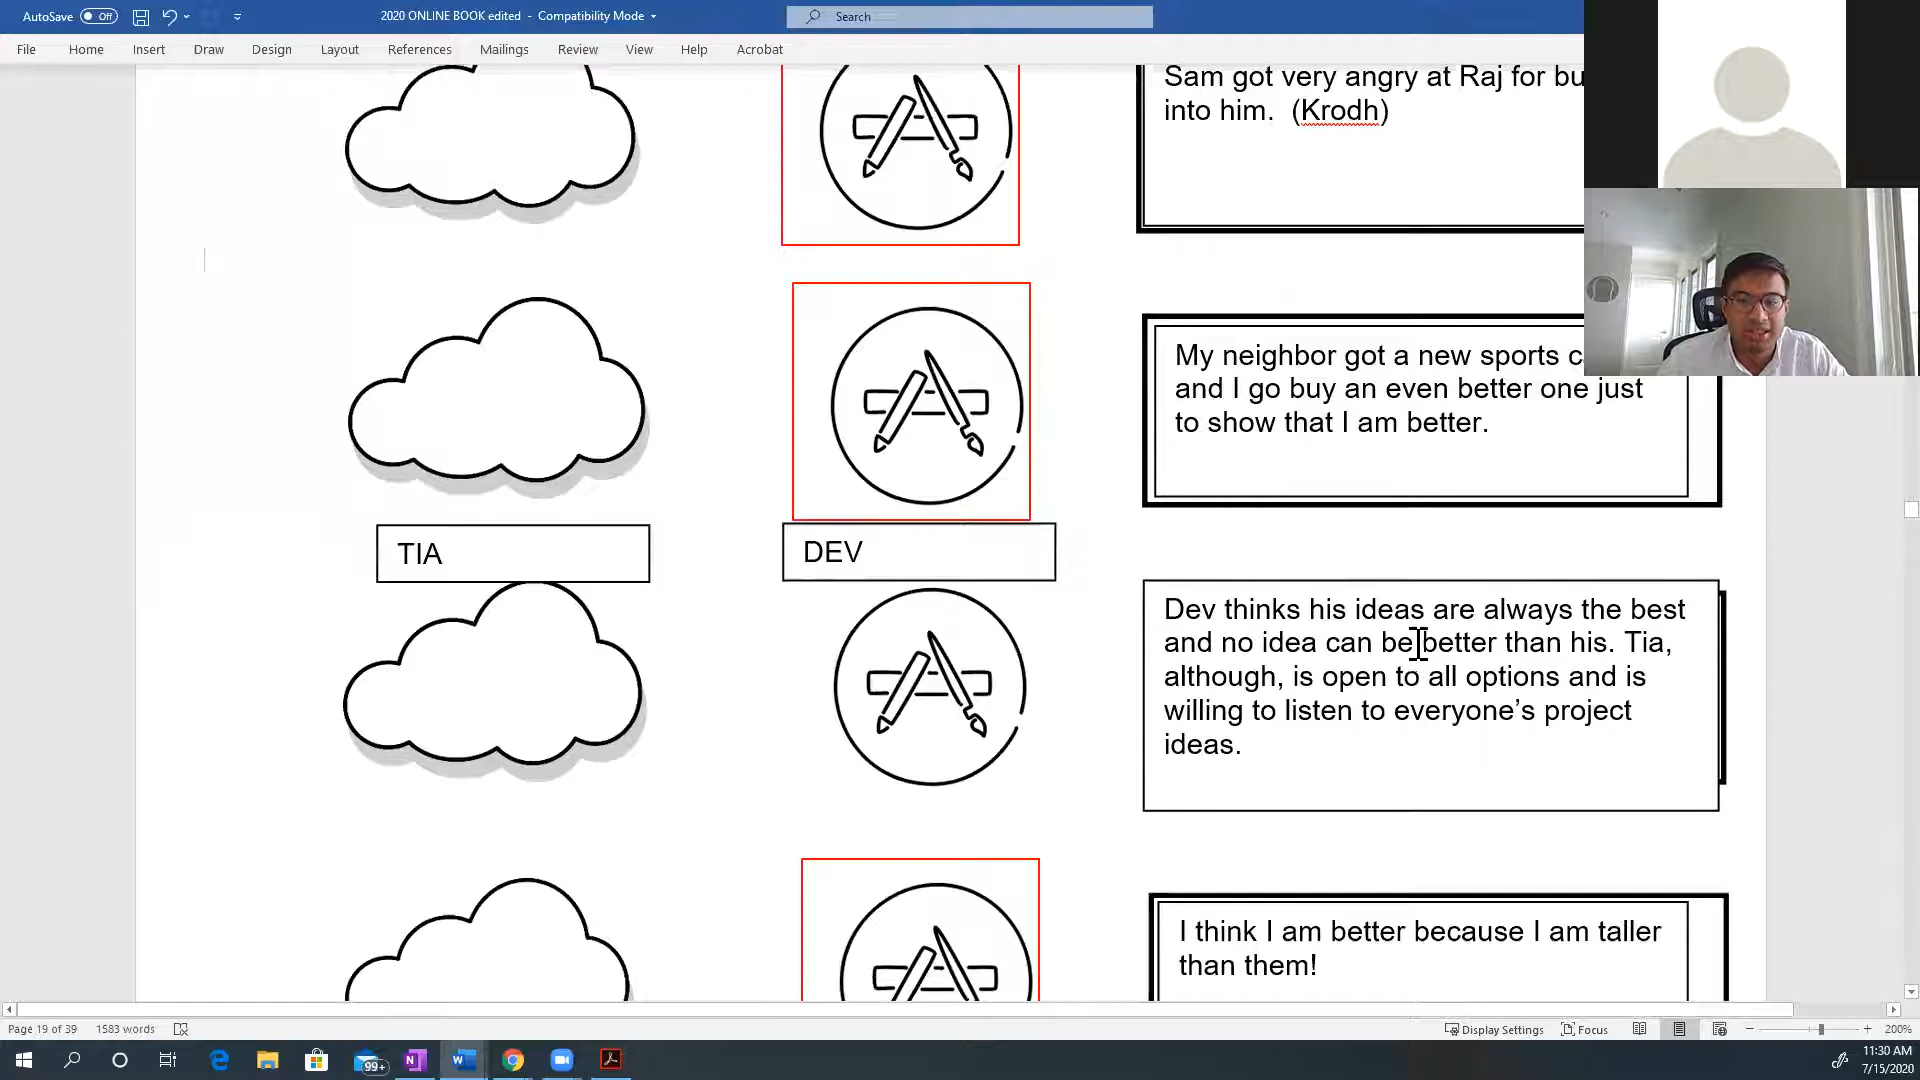 AutoSave Off 2020 ONLINE BOOK edited - Compatibility Mode Search
File Home Insert Draw Design Layout References Mailings Review View Help Acrobat
Sam got very angry at Raj for
into him. (Krodh)
My neighbor got a new sports
and I go buy an even better one just
to show that I am better.
TIA
DEV
Dev thinks his ideas are always the best
and no idea can be better than his. Tia,
although, is open to all options and is
willing to listen to everyone’s project
ideas.
I think I am better because I am taller
than them!
Page 19 of 39 1583 words Display Settings Focus 200%
99+ 11:30 AM
7/15/2020